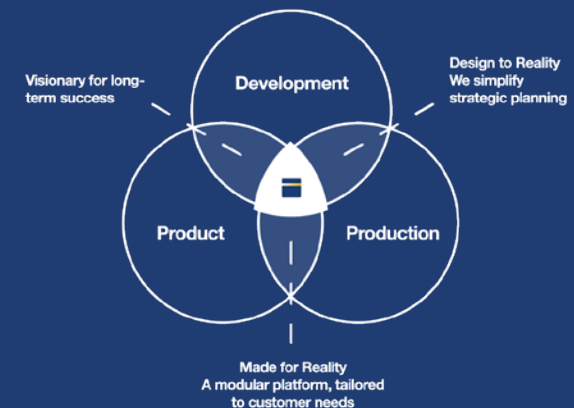 Development
Visionary for long-
term success
Design to Reality
We simplify
strategic planning
Product
Production
Made for Reality
A modular platform, tailored
to customer needs